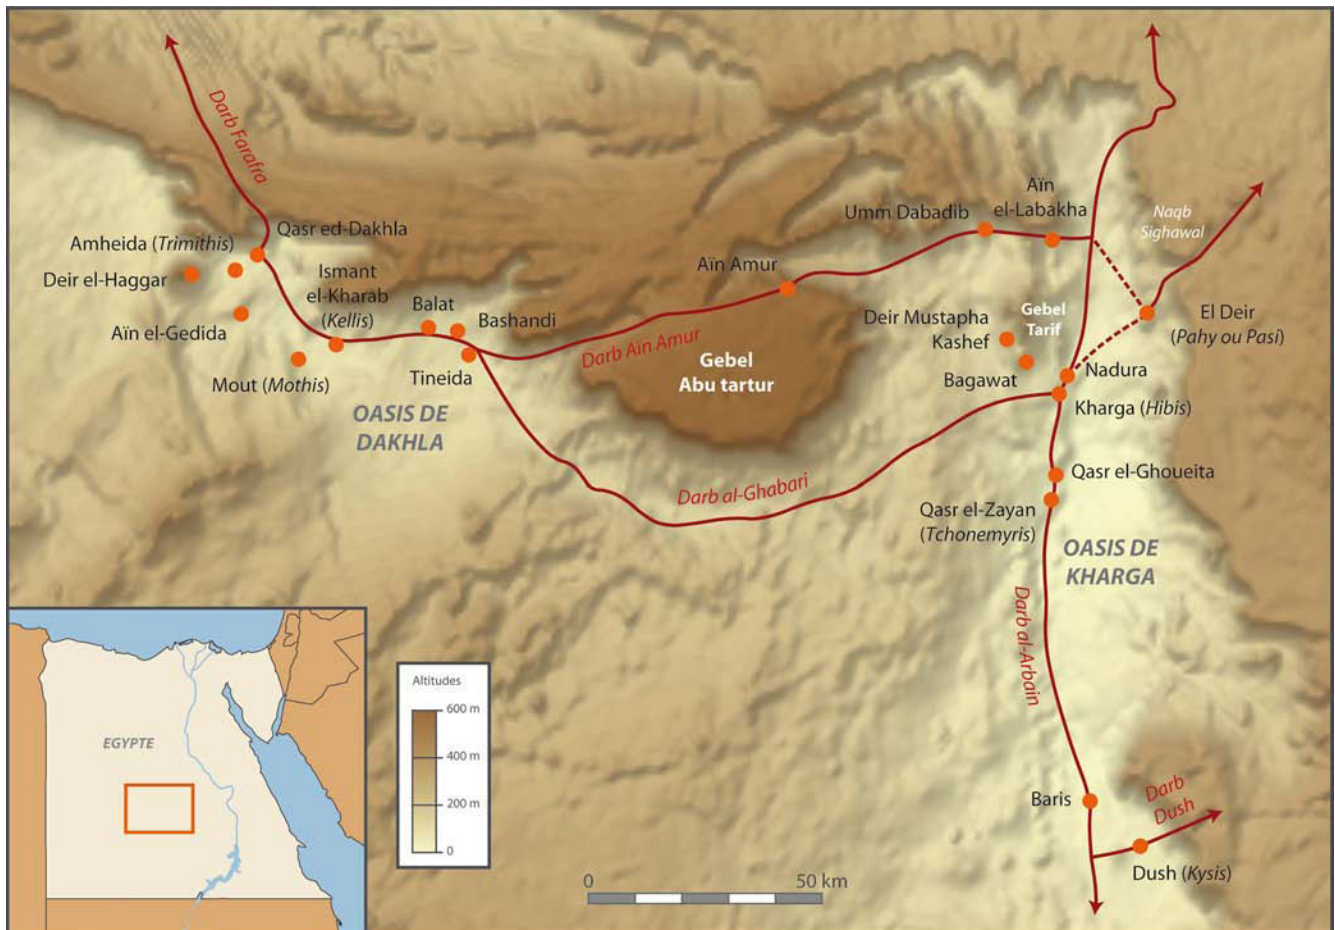 Darb Farafra
Amheida (Trimithis)
Qasr ed-Dakhla
Deir el-Haggar
Ismant
el-Kharab
(Kellis)
Aïn el-Gedida
Balat
Bashandi
Mout (Mothis)
Tineida
OASIS DE
DAKHLA
Darb Aïn Amur
Aïn Amur
Gebel
Abu tartur
Darb al-Ghabari
Umm Dabadib
Aïn
el-Labakha
Naqb
Sighawal
Deir Mustapha
Kashef
Gebel
Tarif
El Deir
(Pahy ou Pasi)
Bagawat
Nadura
Kharga (Hibis)
Qasr el-Ghoueita
Qasr el-Zayan
(Tchonemyris)
OASIS DE
KHARGA
Darb al-Arbain
Baris
Darb
Dush
Dush (Kysis)
EGYPTE
Altitudes
600 m
400 m
200 m
0
0 50 km